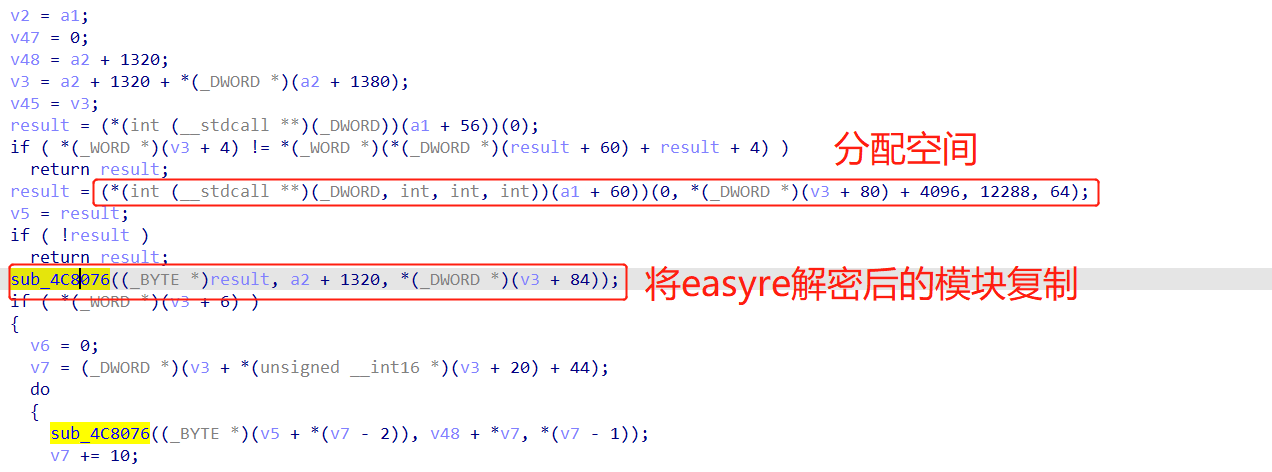 v2 = a1;
v47 = 0;
v48 = a2 + 1320;
v3 = a2 + 1320 + *(_DWORD *)(a2 + 1380);
v45 = v3;
result = (*(int (__stdcall **)(_DWORD))(a1 + 56))(0);
if ( *(_WORD *)(v3 + 4) != *(_WORD *)(*(_DWORD *)(result + 60) + result + 4) )
return result;
分配空间
result = (*(int (__stdcall **)(_DWORD, int, int, int))(a1 + 60))(0, *(_DWORD *)(v3 + 80) + 4096, 12288, 64);
v5 = result;
if ( !result )
return result;
sub_4C8076((_BYTE *)result, a2 + 1320, *(_DWORD *)(v3 + 84));
将easyre解密后的模块复制
if ( *(_WORD *)(v3 + 6) )
{
v6 = 0;
v7 = (_DWORD *)(v3 + *(unsigned __int16 *)(v3 + 20) + 44);
do
{
sub_4C8076((_BYTE *)(v5 + *(v7 - 2)), v48 + *v7, *(v7 - 1));
v7 += 10;